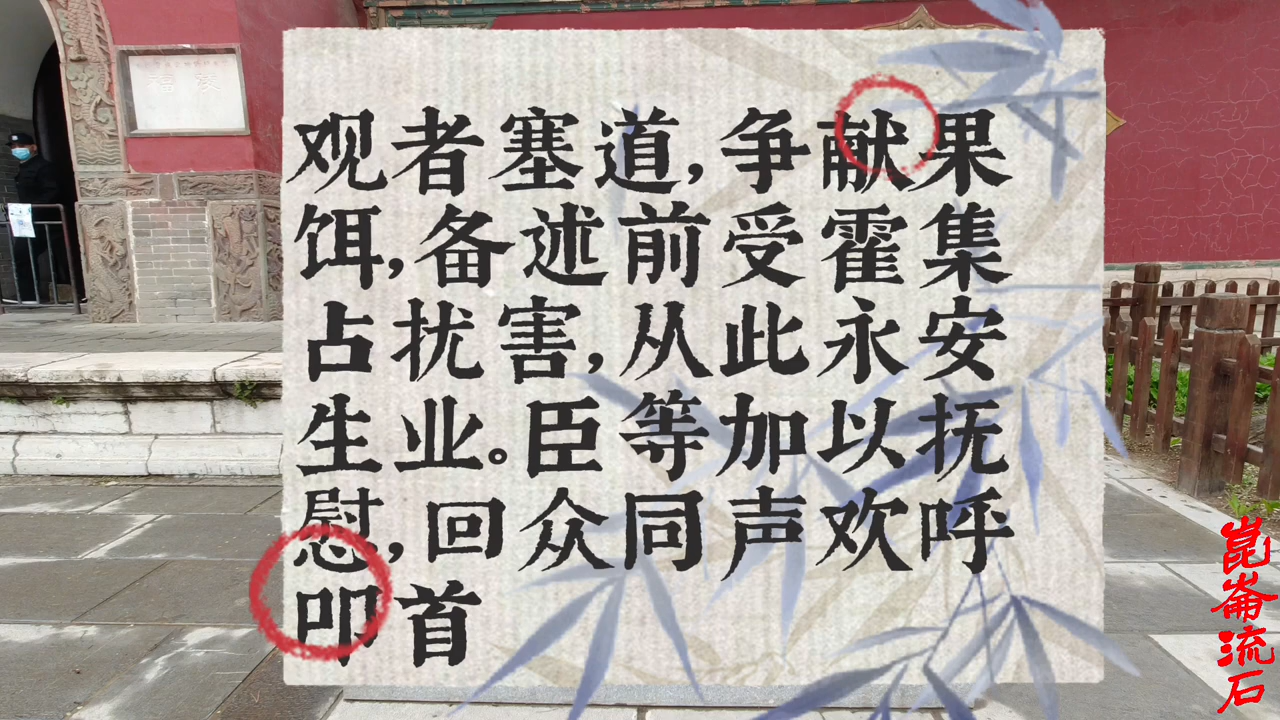 福陵
观者塞道，争献果
饵，备述前受霍集
占扰害，从此永安
生业。臣等加以抚
慰，回众同声欢呼
叩首
崑崙流石